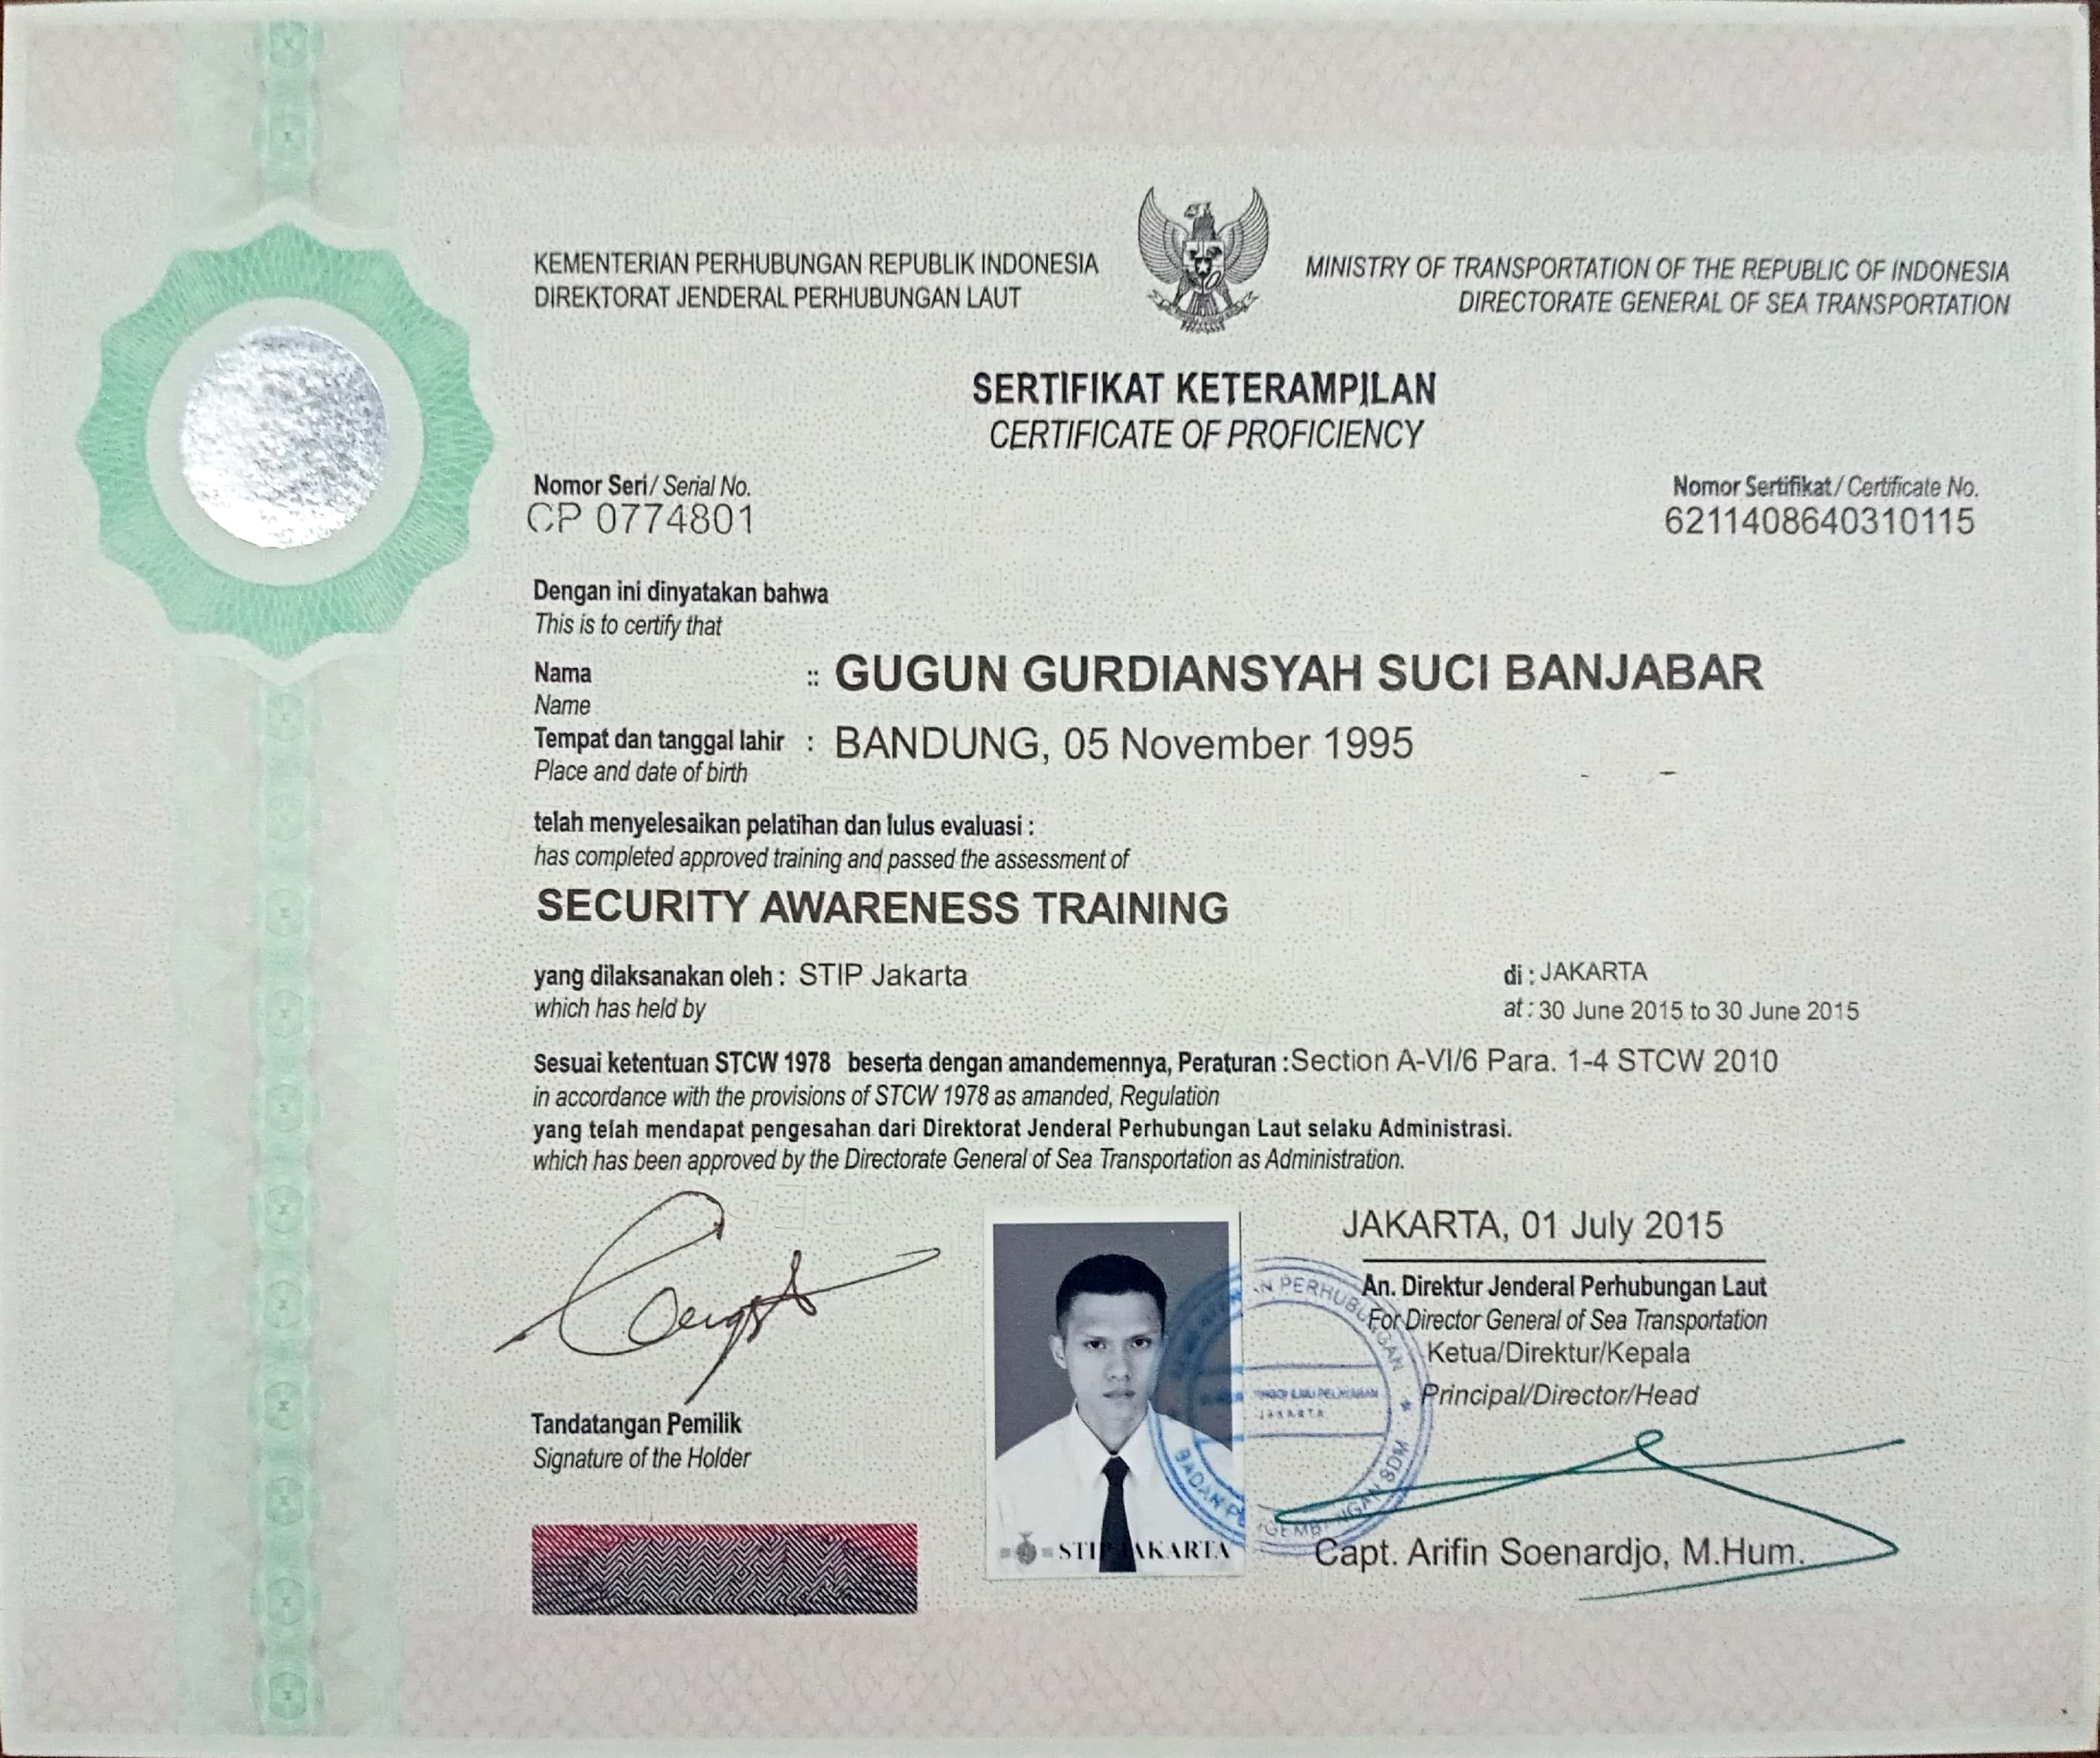 KEMENTERIAN PERHUBUNGAN REPUBLIK INDONESIA
DIREKTORAT JENDERAL PERHUBUNGAN LAUT
MINISTRY OF TRANSPORTATION OF THE REPUBLIC OF INDONESIA
DIRECTORATE GENERAL OF SEA TRANSPORTATION
SERTIFIKAT KETERAMPILAN
CERTIFICATE OF PROFICIENCY
Nomor Seri/ Serial No.
CP 0774801
Nomor Sertifikat / Certificate No.
6211408640310115
Dengan ini dinyatakan bahwa
This is to certify that
Nama :: GUGUN GURDIANSYAH SUCI BANJABAR
Name
Tempat dan tanggal lahir : BANDUNG, 05 November 1995
Place and date of birth
telah menyelesaikan pelatihan dan lulus evaluasi :
has completed approved training and passed the assessment of
SECURITY AWARENESS TRAINING
yang dilaksanakan oleh : STIP Jakarta di : JAKARTA
which has held by at : 30 June 2015 to 30 June 2015
Sesuai ketentuan STCW 1978 beserta dengan amandemennya, Peraturan :Section A-VI/6 Para. 1-4 STCW 2010
in accordance with the provisions of STCW 1978 as amanded, Regulation
yang telah mendapat pengesahan dari Direktorat Jenderal Perhubungan Laut selaku Administrasi.
which has been approved by the Directorate General of Sea Transportation as Administration.
JAKARTA, 01 July 2015
An. Direktur Jenderal Perhubungan Laut
For Director General of Sea Transportation
Ketua/Direktur/Kepala
Principal/Director/Head
Tandatangan Pemilik
Signature of the Holder
PERHUBUNGAN
JAKARTA
BADAN
SDM
Capt. Arifin Soenardjo, M.Hum.